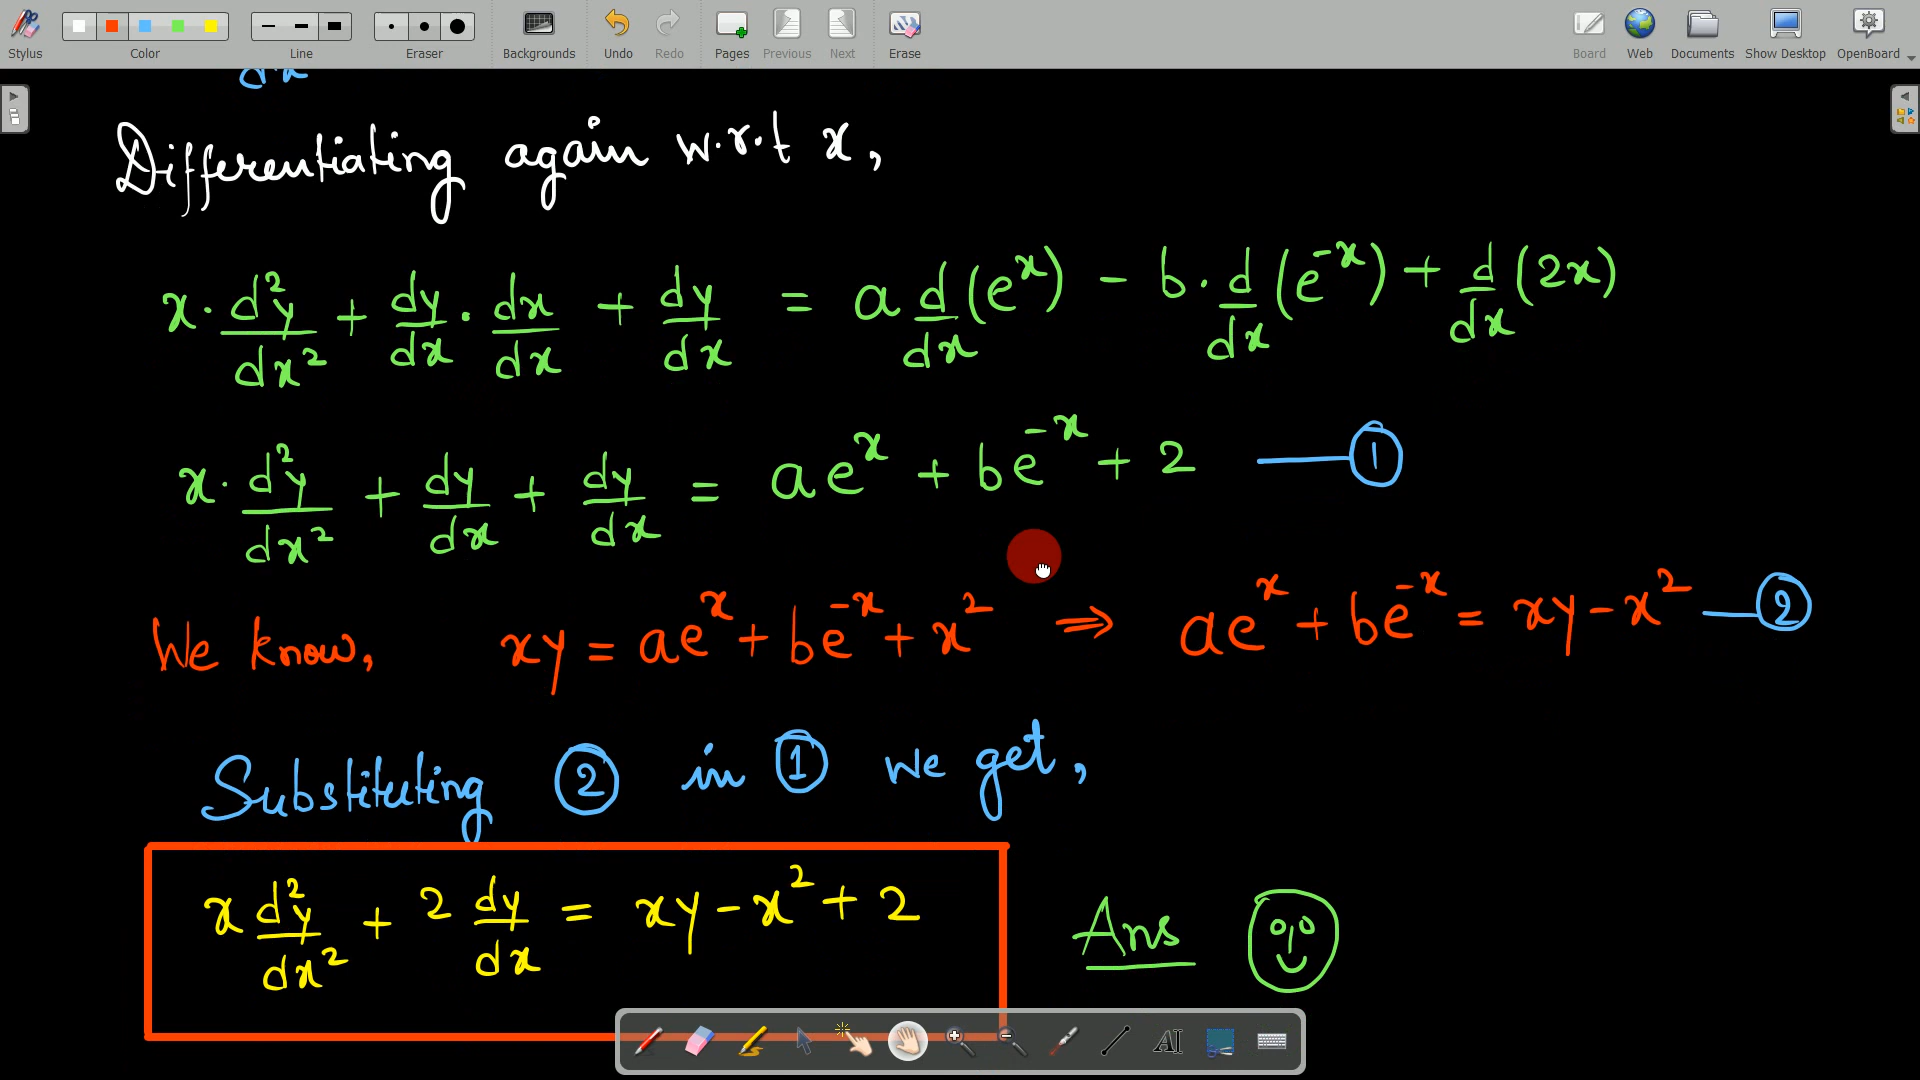 Stylus Color Line Eraser Backgrounds Undo Redo Pages Previous Next Erase Board Web Documents Show Desktop OpenBoard
dx
Differentiating again w.r.t x,
x · d²y/dx² + dy/dx · dx/dx + dy/dx = a d/dx (eˣ) - b · d/dx (e⁻ˣ) + d/dx (2x)
x · d²y/dx² + dy/dx + dy/dx = aeˣ + be⁻ˣ + 2 — ①
We know, xy = aeˣ + be⁻ˣ + x² ⇒ aeˣ + be⁻ˣ = xy - x² — ②
Substituting ② in ① we get,
x d²y/dx² + 2 dy/dx = xy - x² + 2
Ans
AI